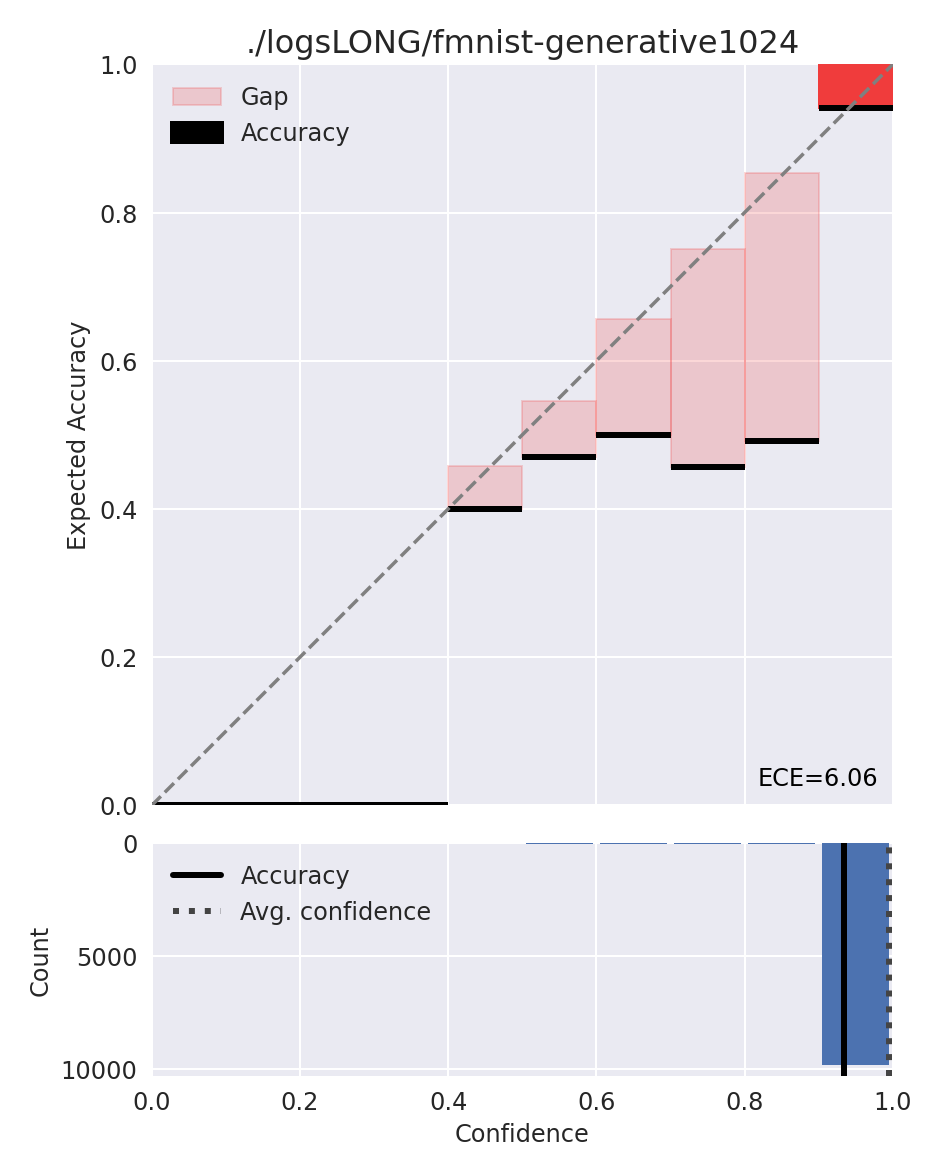 ./logsLONG/fmnist-generative1024
1.0
Gap
Accuracy
0.8
0.6
Expected Accuracy
0.4
0.2
ECE=6.06
0.0
0
Accuracy
Avg. confidence
Count
5000
10000
0.0 0.2 0.4 0.6 0.8 1.0
Confidence